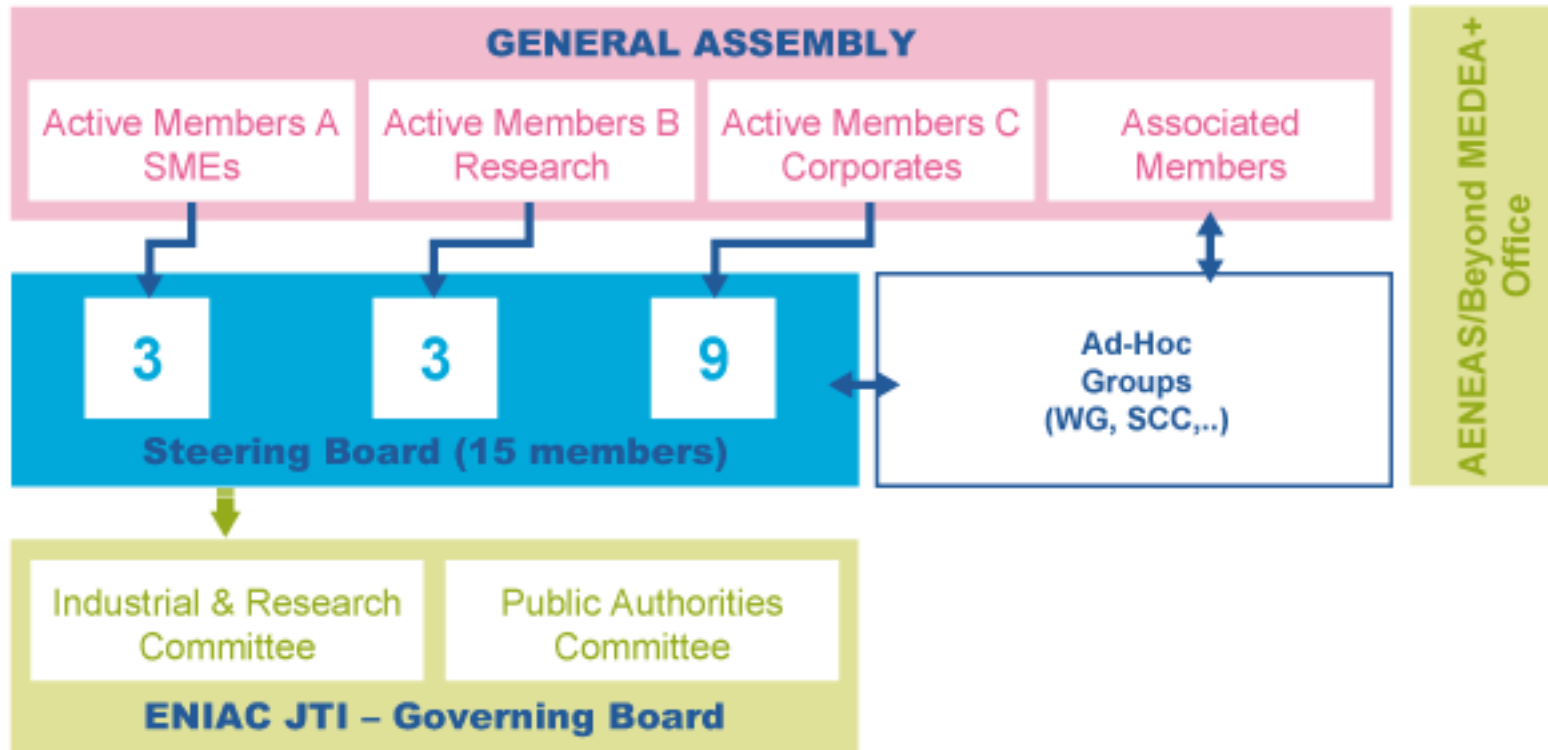 GENERAL ASSEMBLY
Active Members A
SMEs
Active Members B
Research
Active Members C
Corporates
Associated
Members
AENEAS/Beyond MEDEA+
Office
3
3
9
Steering Board (15 members)
Ad-Hoc
Groups
(WG, SCC,..)
Industrial & Research
Committee
Public Authorities
Committee
ENIAC JTI – Governing Board